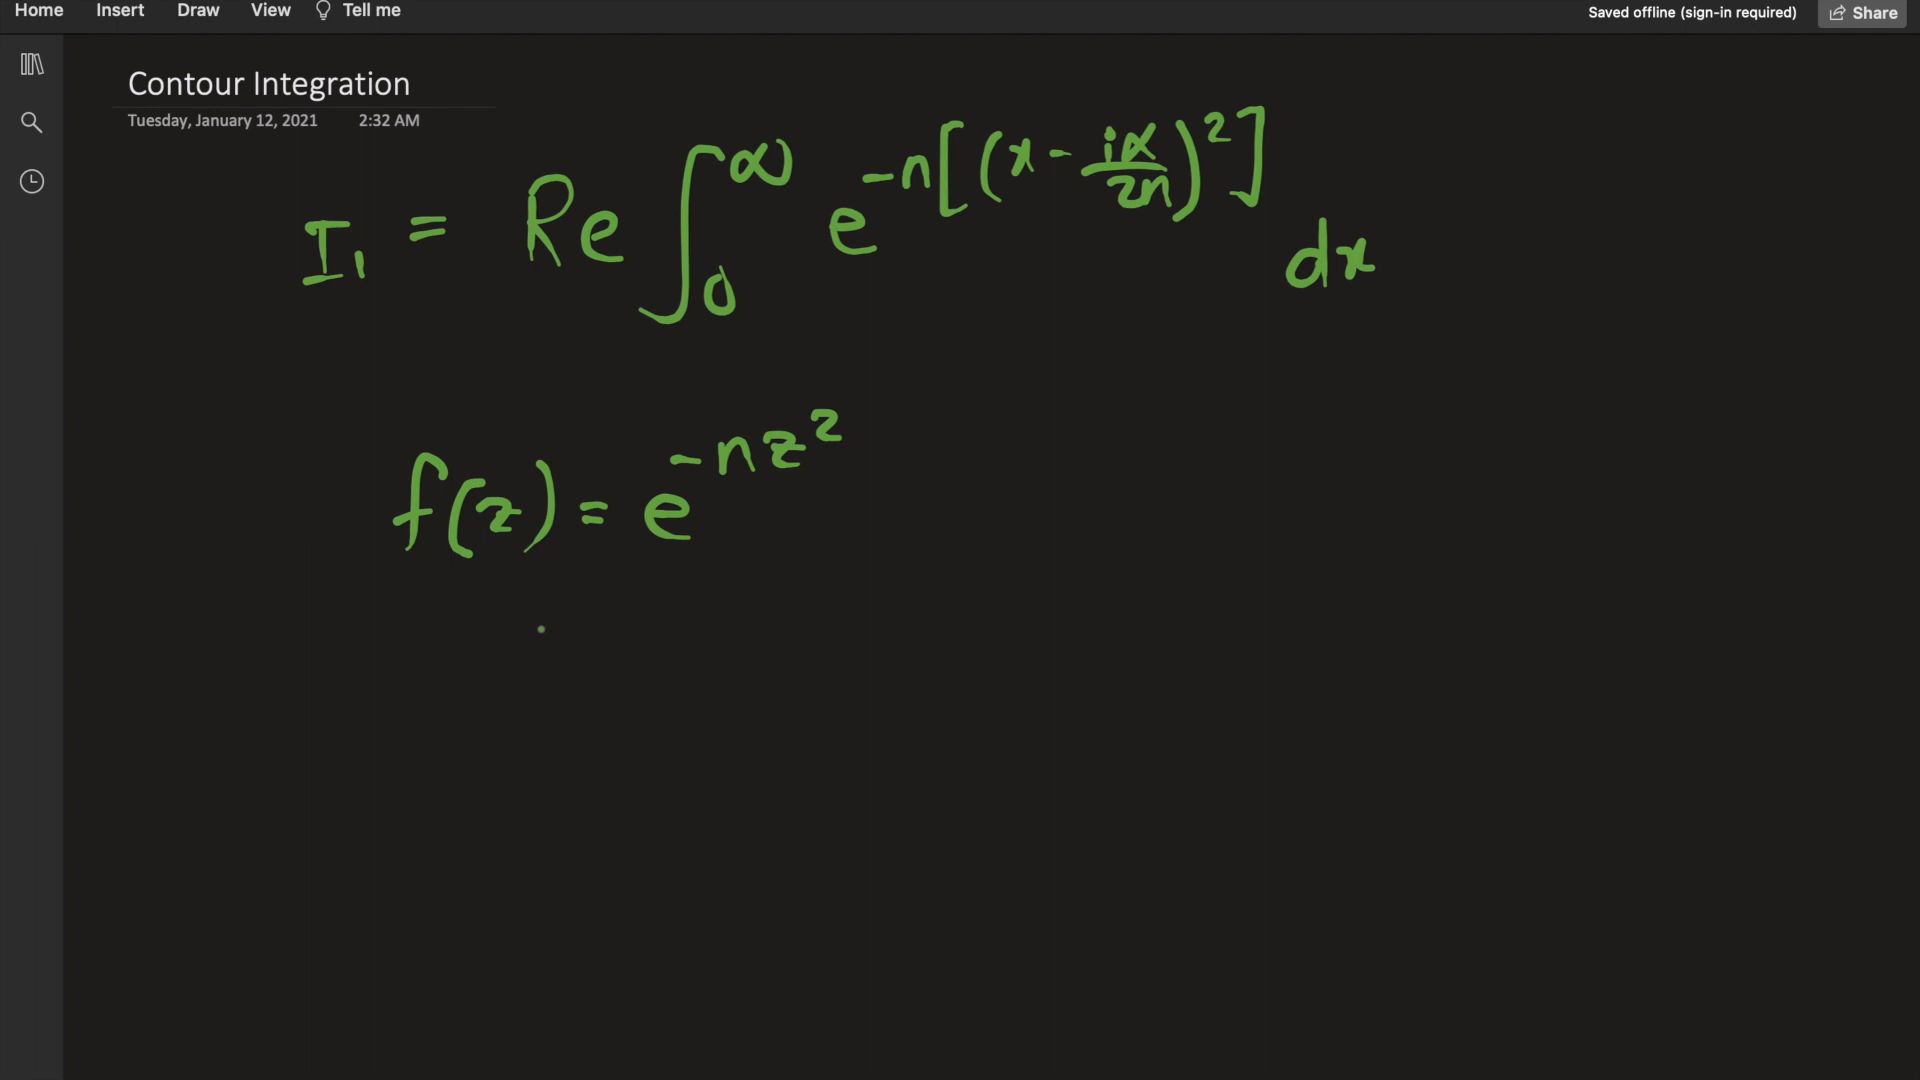 Home Insert Draw View Tell me Saved offline (sign-in required) Share
Contour Integration
Tuesday, January 12, 2021 2:32 AM
I₁ = Re ∫₀^∞ e^{-n[(x - iα/2n)²]} dx
f(z) = e^{-nz²}